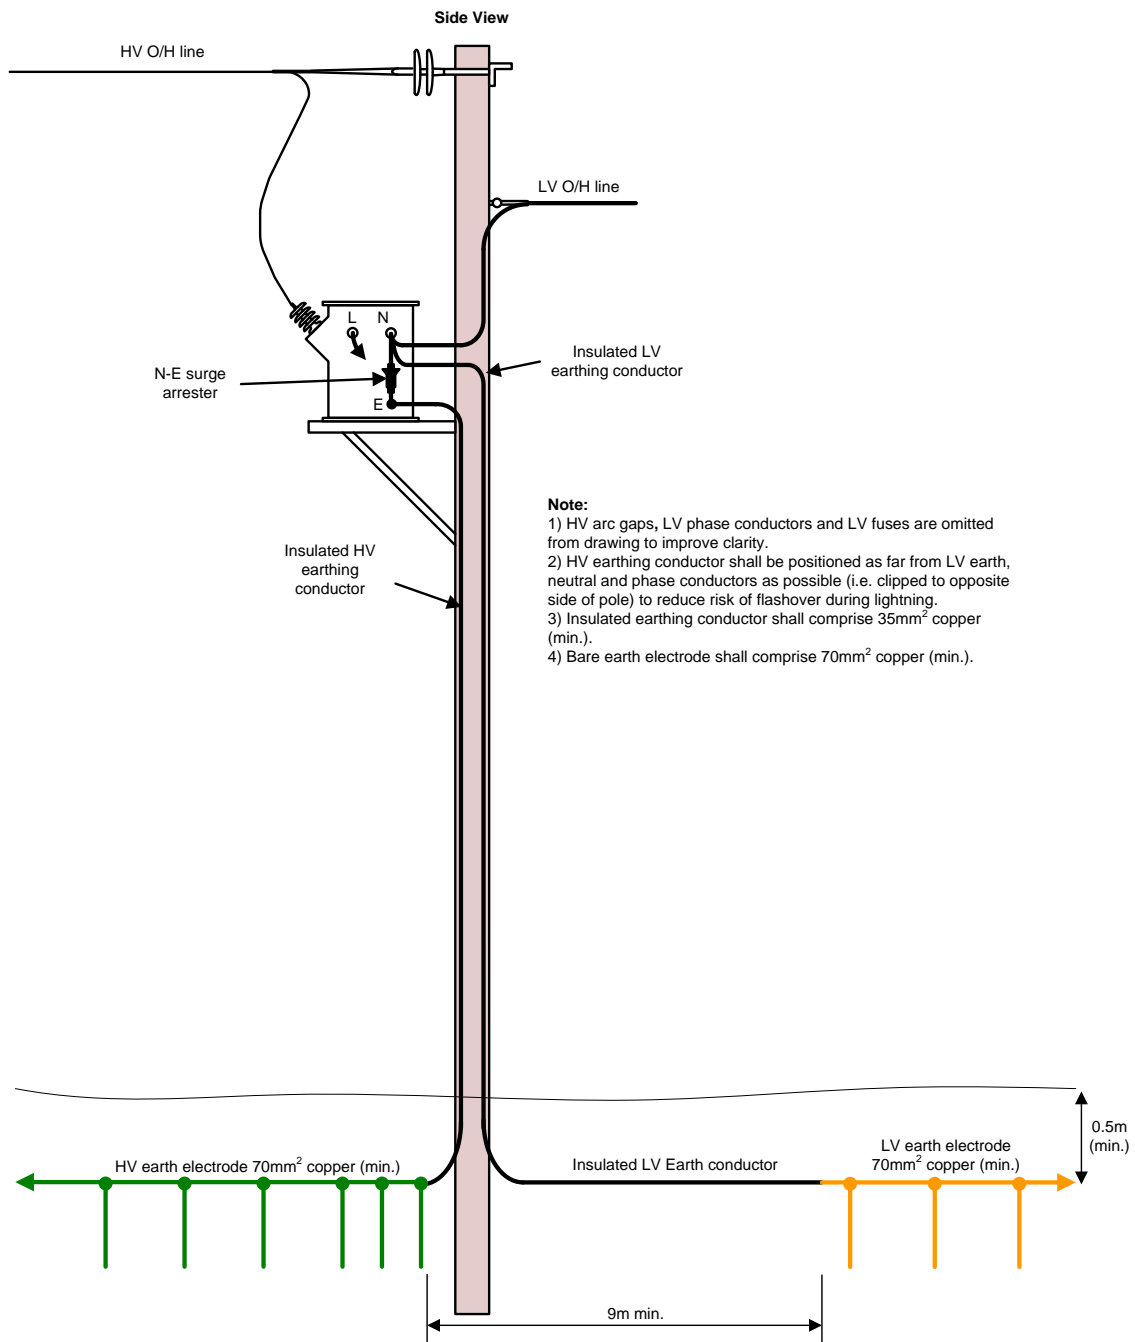 Side View
HV O/H line
LV O/H line
L
N
Insulated LV
earthing conductor
N-E surge
arrester
E
Note:
1) HV arc gaps, LV phase conductors and LV fuses are omitted
from drawing to improve clarity.
2) HV earthing conductor shall be positioned as far from LV earth,
neutral and phase conductors as possible (i.e. clipped to opposite
side of pole) to reduce risk of flashover during lightning.
3) Insulated earthing conductor shall comprise 35mm² copper
(min.).
4) Bare earth electrode shall comprise 70mm² copper (min.).
Insulated HV
earthing
conductor
0.5m
(min.)
HV earth electrode 70mm² copper (min.)
Insulated LV Earth conductor
LV earth electrode
70mm² copper (min.)
9m min.